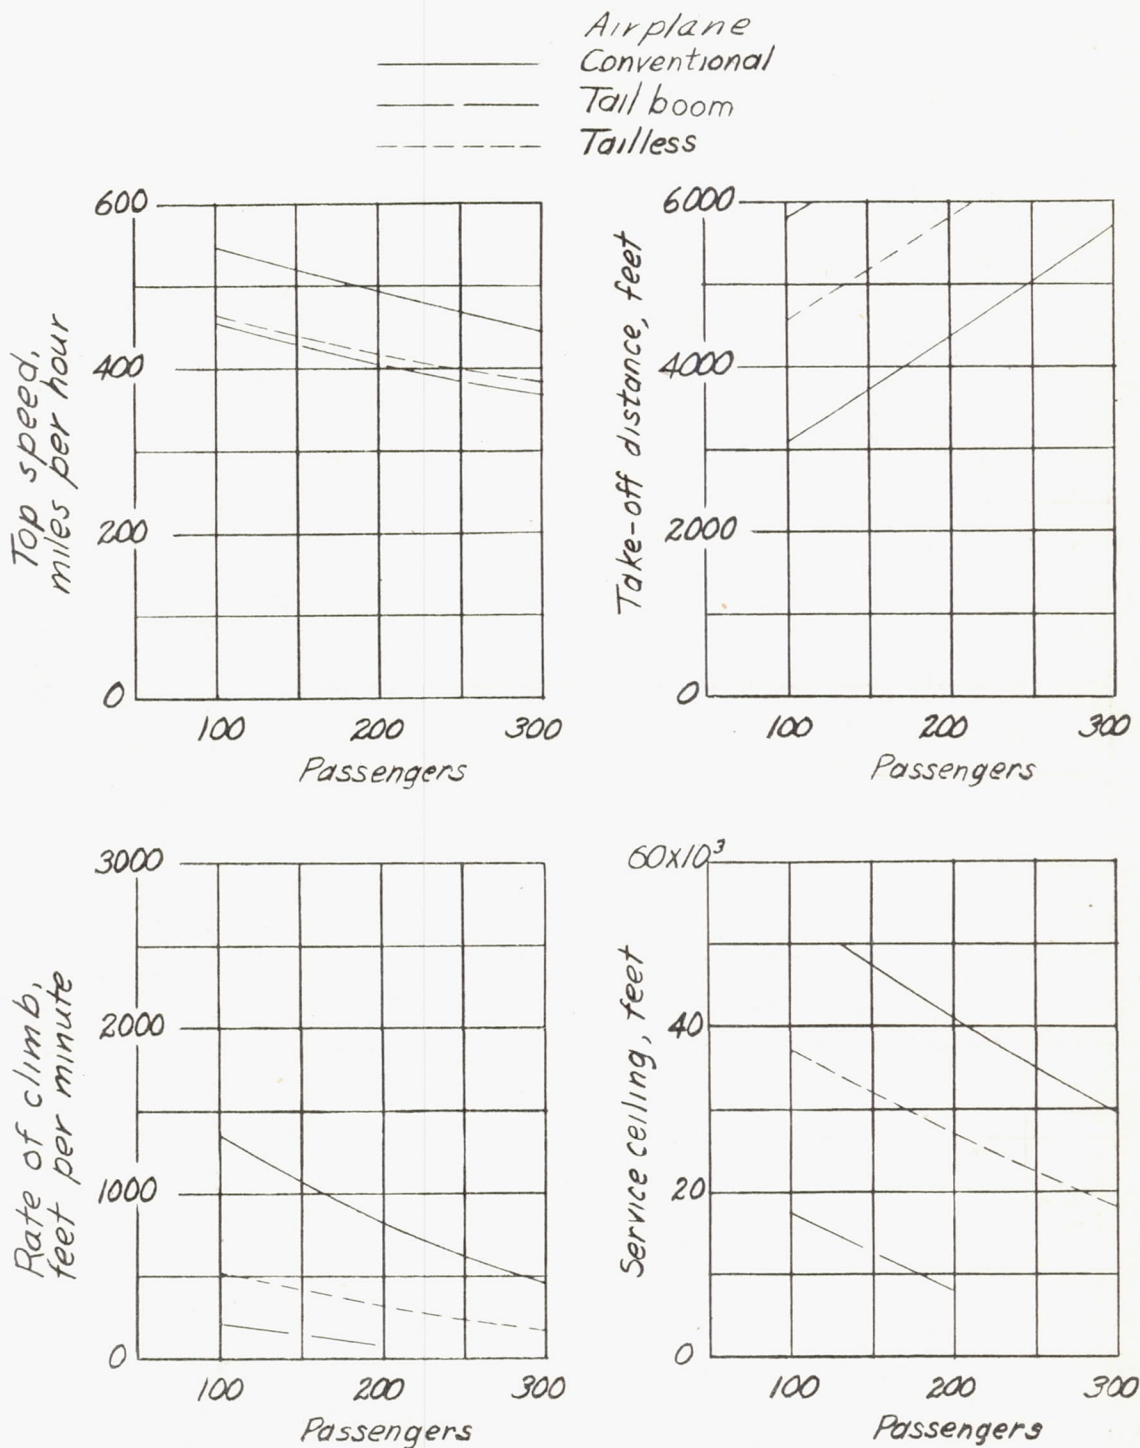 Airplane
Conventional
Tail boom
Tailless
600
400
200
0
Top speed,
miles per hour
100 200 300
Passengers
6000
4000
2000
0
Take-off distance, feet
100 200 300
Passengers
3000
2000
1000
0
Rate of climb,
feet per minute
100 200 300
Passengers
60x10³
40
20
0
Service ceiling, feet
100 200 300
Passengers